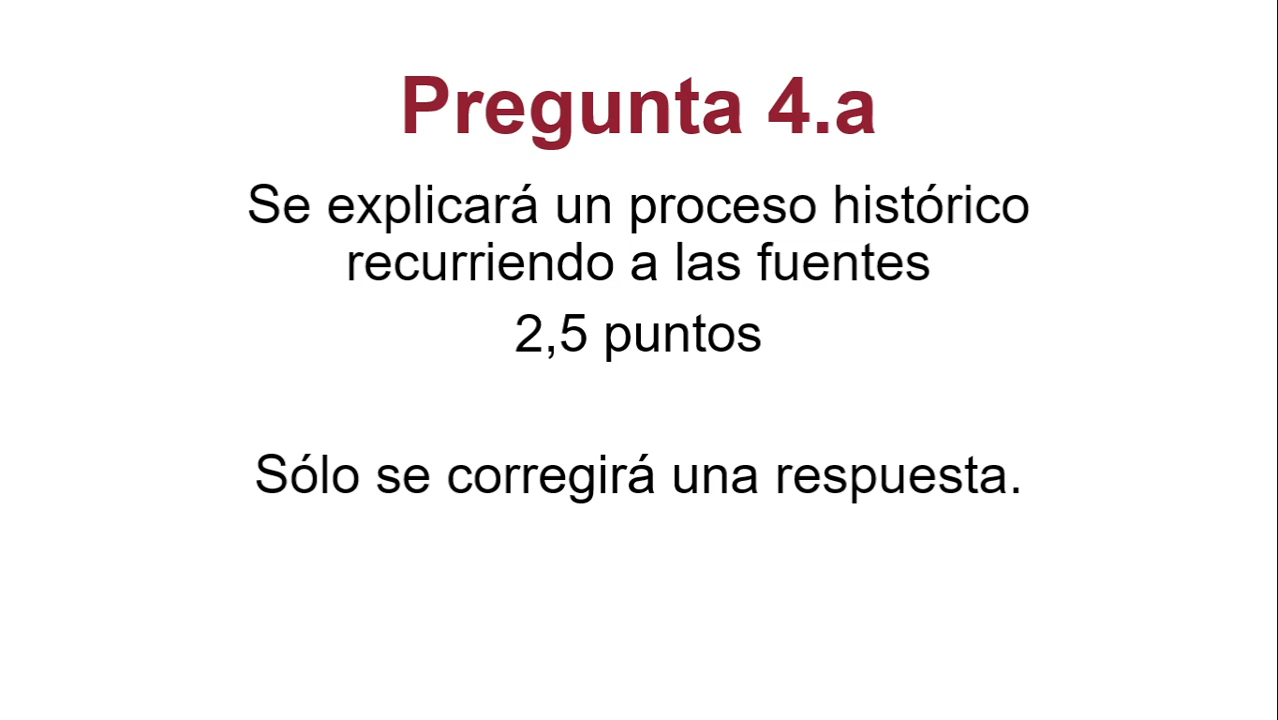 Pregunta 4.a
Se explicará un proceso histórico
recurriendo a las fuentes
2,5 puntos
Sólo se corregirá una respuesta.